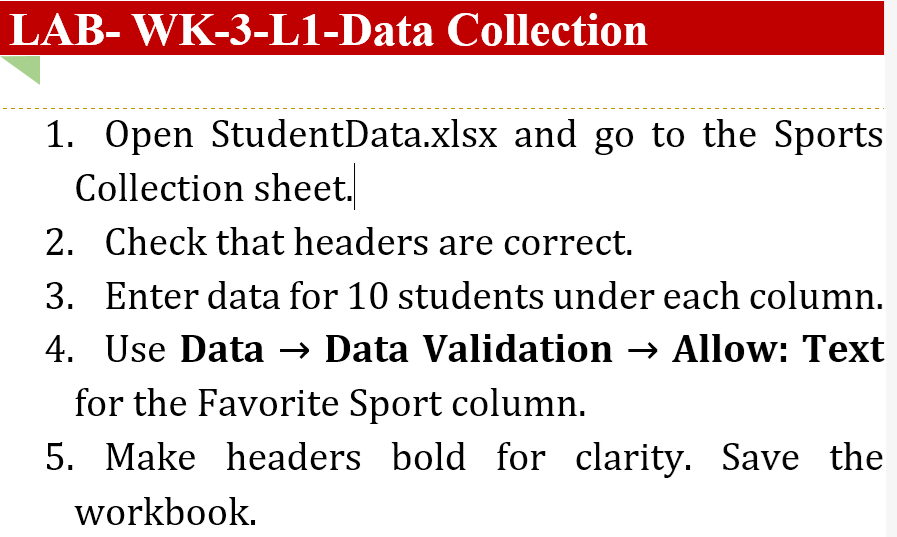 LAB- WK-3-L1-Data Collection
1. Open StudentData.xlsx and go to the Sports
Collection sheet.
2. Check that headers are correct.
3. Enter data for 10 students under each column.
4. Use Data → Data Validation → Allow: Text
for the Favorite Sport column.
5. Make headers bold for clarity. Save the
workbook.